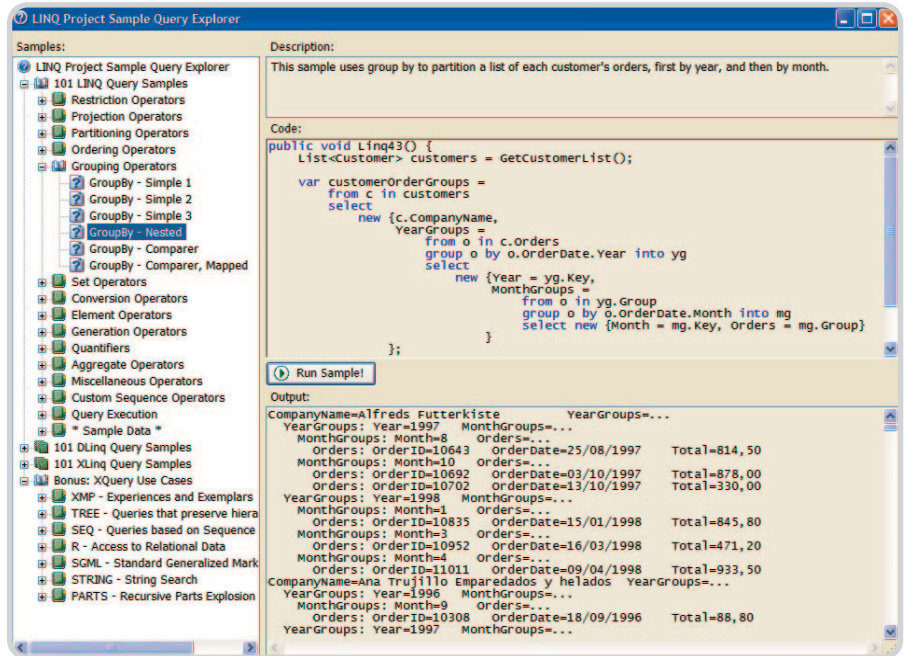 LINQ Project Sample Query Explorer
Samples:
LINQ Project Sample Query Explorer
101 LINQ Query Samples
Restriction Operators
Projection Operators
Partitioning Operators
Ordering Operators
Grouping Operators
GroupBy - Simple 1
GroupBy - Simple 2
GroupBy - Simple 3
GroupBy - Nested
GroupBy - Comparer
GroupBy - Comparer, Mapped
Set Operators
Conversion Operators
Element Operators
Generation Operators
Quantifiers
Aggregate Operators
Miscellaneous Operators
Custom Sequence Operators
Query Execution
* Sample Data *
101 DLinq Query Samples
101 XLinq Query Samples
Bonus: XQuery Use Cases
XMP - Experiences and Exemplars
TREE - Queries that preserve hiera
SEQ - Queries based on Sequence
R - Access to Relational Data
SGML - Standard Generalized Mark
STRING - String Search
PARTS - Recursive Parts Explosion
Description:
This sample uses group by to partition a list of each customer's orders, first by year, and then by month.
Code:
public void Linq43() {
    List<Customer> customers = GetCustomerList();
    var customerOrderGroups =
        from c in customers
        select
            new {c.CompanyName,
                 YearGroups =
                     from o in c.Orders
                     group o by o.OrderDate.Year into yg
                     select
                         new {Year = yg.Key,
                              MonthGroups =
                                  from o in yg.Group
                                  group o by o.OrderDate.Month into mg
                                  select new {Month = mg.Key, Orders = mg.Group}
                             }
                };
Run Sample!
Output:
CompanyName=Alfreds Futterkiste YearGroups=...
  YearGroups: Year=1997 MonthGroups=...
    MonthGroups: Month=8 Orders=...
      Orders: OrderID=10643 OrderDate=25/08/1997 Total=814,50
    MonthGroups: Month=10 Orders=...
      Orders: OrderID=10692 OrderDate=03/10/1997 Total=878,00
      Orders: OrderID=10702 OrderDate=13/10/1997 Total=330,00
  YearGroups: Year=1998 MonthGroups=...
    MonthGroups: Month=1 Orders=...
      Orders: OrderID=10835 OrderDate=15/01/1998 Total=845,80
    MonthGroups: Month=3 Orders=...
      Orders: OrderID=10952 OrderDate=16/03/1998 Total=471,20
    MonthGroups: Month=4 Orders=...
      Orders: OrderID=11011 OrderDate=09/04/1998 Total=933,50
CompanyName=Ana Trujillo Emparedados y helados YearGroups=...
  YearGroups: Year=1996 MonthGroups=...
    MonthGroups: Month=9 Orders=...
      Orders: OrderID=10308 OrderDate=18/09/1996 Total=88,80
  YearGroups: Year=1997 MonthGroups=...